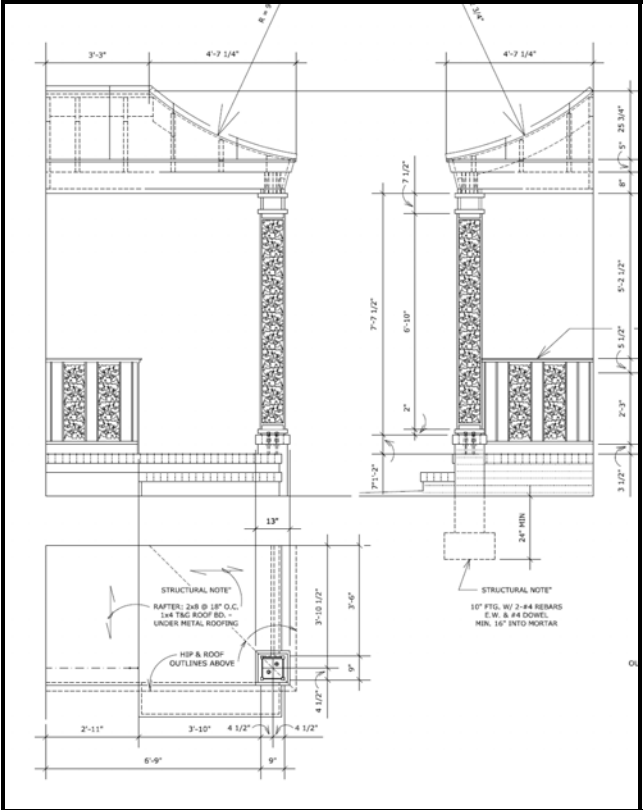 R = 9
3/4"
3'-3"
4'-7 1/4"
4'-7 1/4"
25 3/4"
5"
8"
7 1/2"
7'-7 1/2"
6'-10"
5'-2 1/2"
5 1/2"
2"
2'-3"
3 1/2"
7"
1'-2"
24" MIN
13"
STRUCTURAL NOTE"
RAFTER: 2x8 @ 18" O.C.
1x4 T&G ROOF BD. –
UNDER METAL ROOFING
HIP & ROOF
OUTLINES ABOVE
3'-10 1/2"
3'-6"
9"
4 1/2"
STRUCTURAL NOTE"
10" FTG. W/ 2-#4 REBARS
E.W. & #4 DOWEL
MIN. 16" INTO MORTAR
OU
2'-11"
3'-10"
4 1/2"
4 1/2"
6'-9"
9"